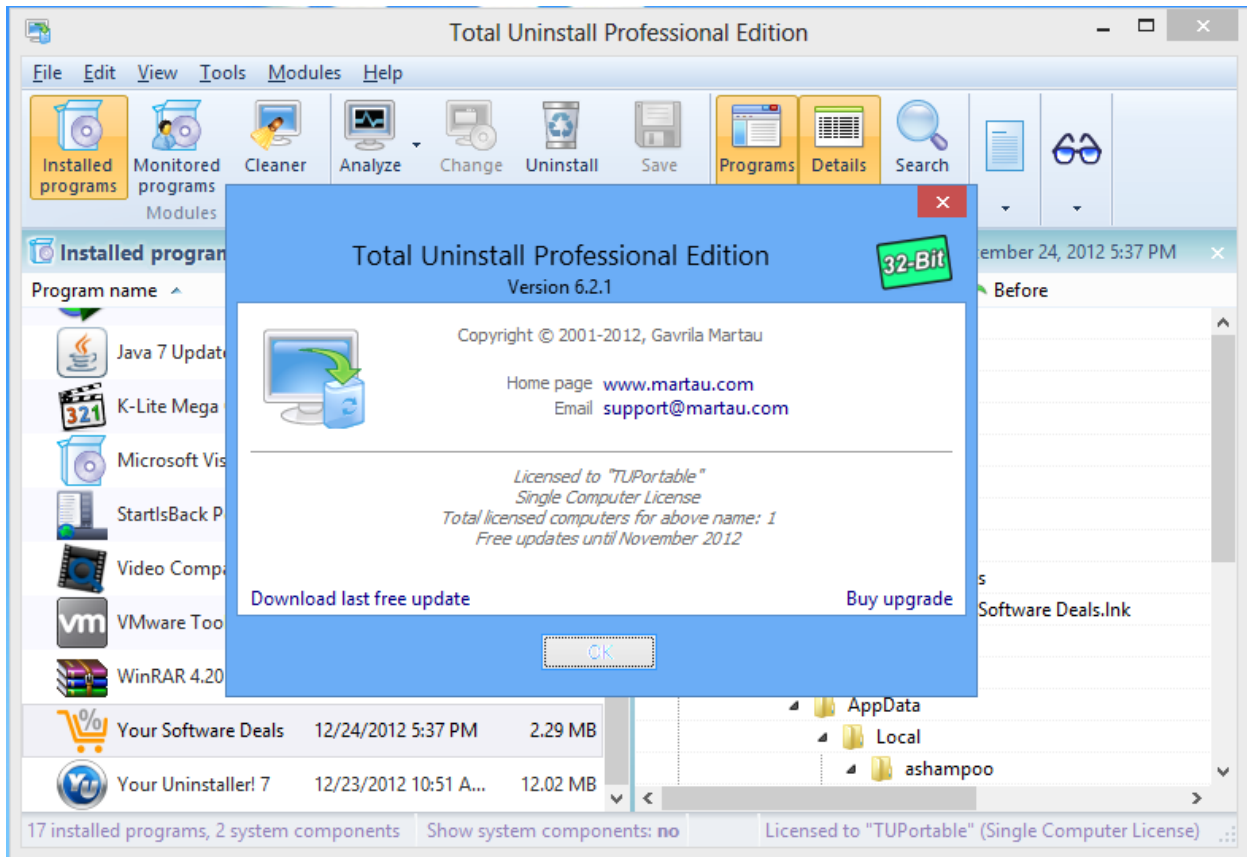 Total Uninstall Professional Edition
File Edit View Tools Modules Help
Installed programs
Monitored programs
Cleaner
Analyze
Change
Uninstall
Save
Programs
Details
Search
Modules
Installed
24, 2012 5:37 PM
Program name
Before
Total Uninstall Professional Edition
32-Bit
Version 6.2.1
Copyright © 2001-2012, Gavrila Martau
Home page www.martau.com
Email support@martau.com
Licensed to "TUPortable"
Single Computer License
Total licensed computers for above name: 1
Free updates until November 2012
Download last free update
Buy upgrade
OK
Java 7
321
K-Lite Mega
Microsoft
StartIsBack
Video
vm
VMware
WinRAR 4.20
Your Software Deals 12/24/2012 5:37 PM 2.29 MB
Yu
Your Uninstaller! 7 12/23/2012 10:51 A... 12.02 MB
Software Deals.lnk
AppData
Local
ashampoo
17 installed programs, 2 system components
Show system components: no
Licensed to "TUPortable" (Single Computer License)